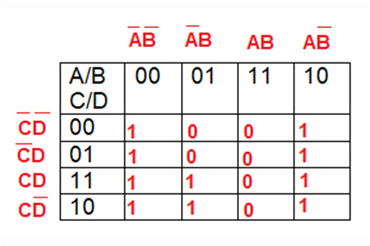 A̅B̅ A̅B AB AB̅
A/B 00 01 11 10
C/D
C̅D̅ 00 1 0 0 1
C̅D 01 1 0 0 1
CD 11 1 1 0 1
CD̅ 10 1 1 0 1